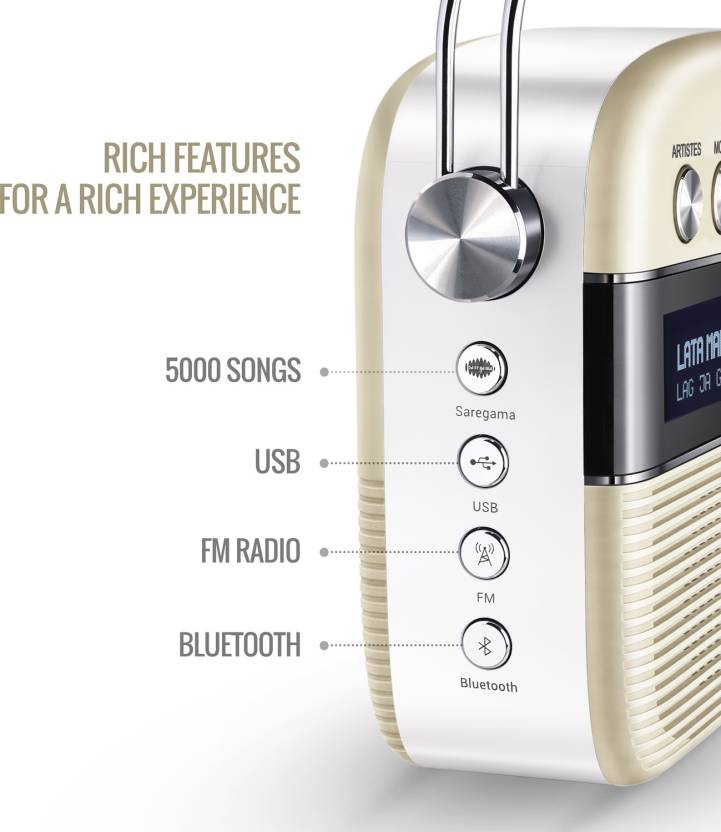 RICH FEATURES
FOR A RICH EXPERIENCE
ARTISTES
LATA
LAG JA
5000 SONGS
Saregama
USB
USB
FM RADIO
FM
BLUETOOTH
Bluetooth